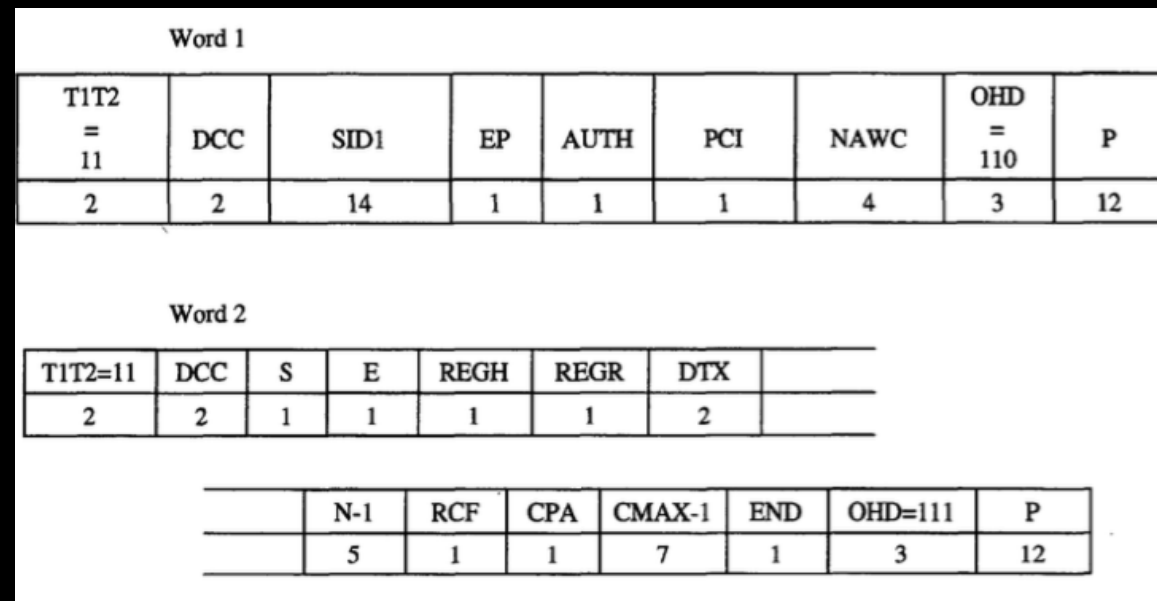 Word 1
T1T2 = 11 DCC SID1 EP AUTH PCI NAWC OHD = 110 P
2 2 14 1 1 1 4 3 12
Word 2
T1T2=11 DCC S E REGH REGR DTX
2 2 1 1 1 1 2
N-1 RCF CPA CMAX-1 END OHD=111 P
5 1 1 7 1 3 12